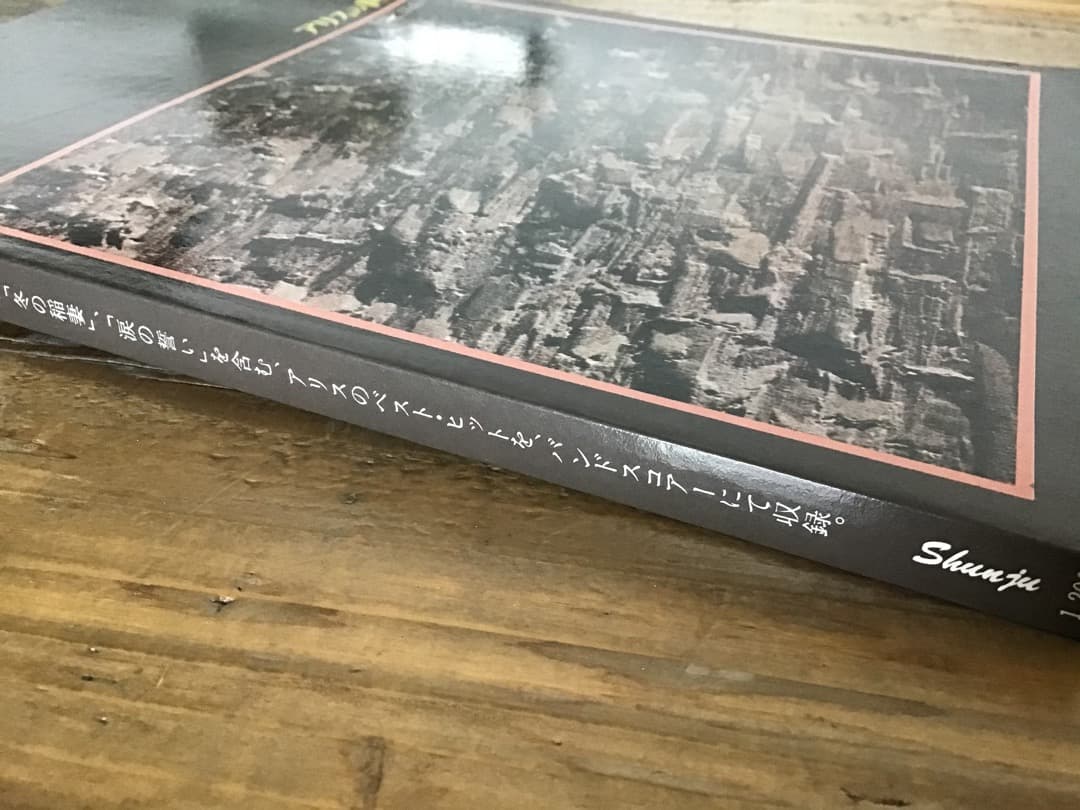 「冬の稲妻」、「涙の誓い」を含む、アリスのベスト・ヒットを、バンドスコアーにて収録。
Shunju